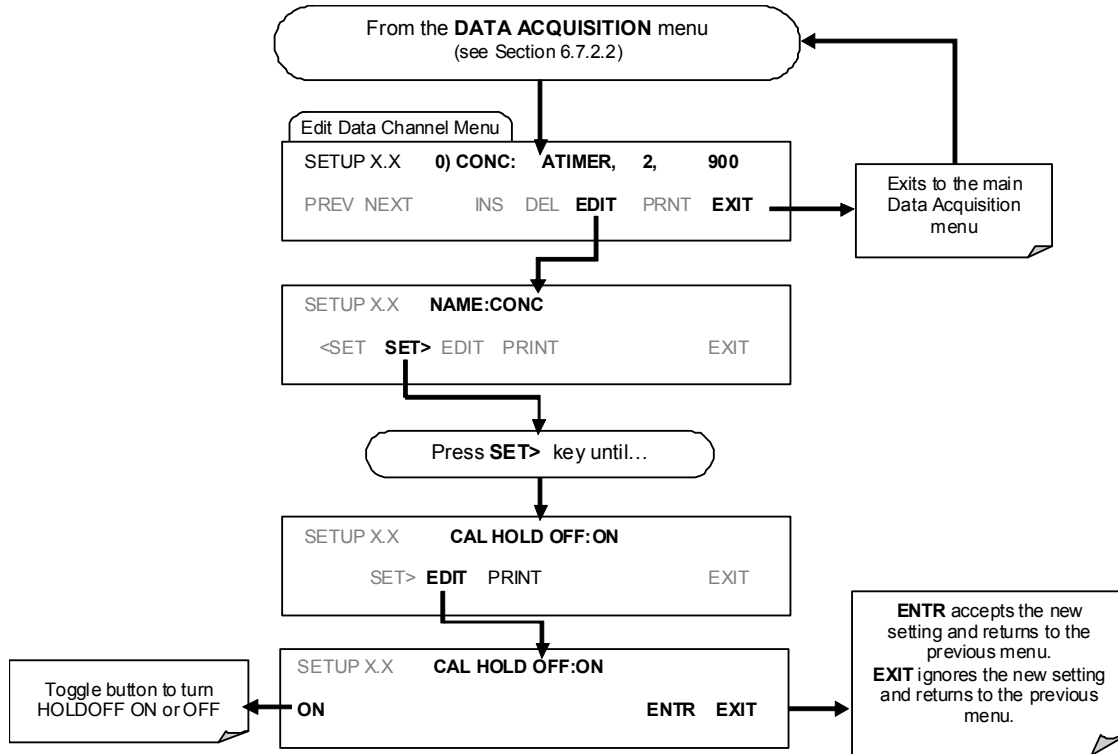 From the DATA ACQUISITION menu
(see Section 6.7.2.2)
Edit Data Channel Menu
SETUP X.X 0) CONC: ATIMER, 2, 900
PREV NEXT INS DEL EDIT PRNT EXIT
Exits to the main
Data Acquisition
menu
SETUP X.X NAME:CONC
<SET SET> EDIT PRINT EXIT
Press SET> key until…
SETUP X.X CAL HOLD OFF:ON
SET> EDIT PRINT EXIT
SETUP X.X CAL HOLD OFF:ON
ON ENTR EXIT
Toggle button to turn
HOLDOFF ON or OFF
ENTR accepts the new
setting and returns to the
previous menu.
EXIT ignores the new setting
and returns to the previous
menu.